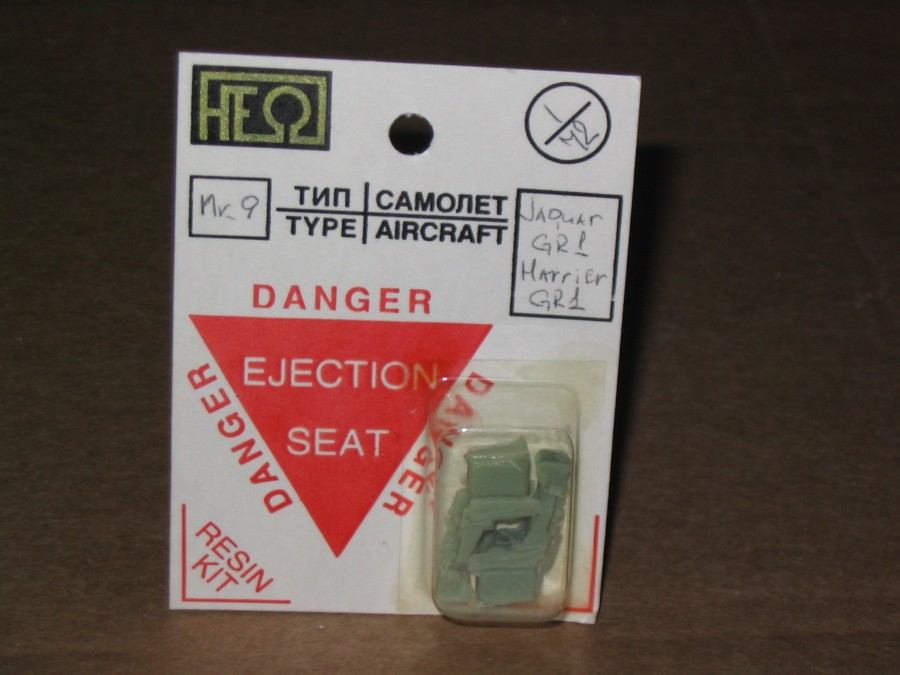 НЕΩ
1/72
Mk 9
ТИП САМОЛЕТ
TYPE AIRCRAFT
JAquar
GR1
HArriEr
GR1
DANGER
EJECTION
SEAT
DANGER
DANGER
RESIN
KIT